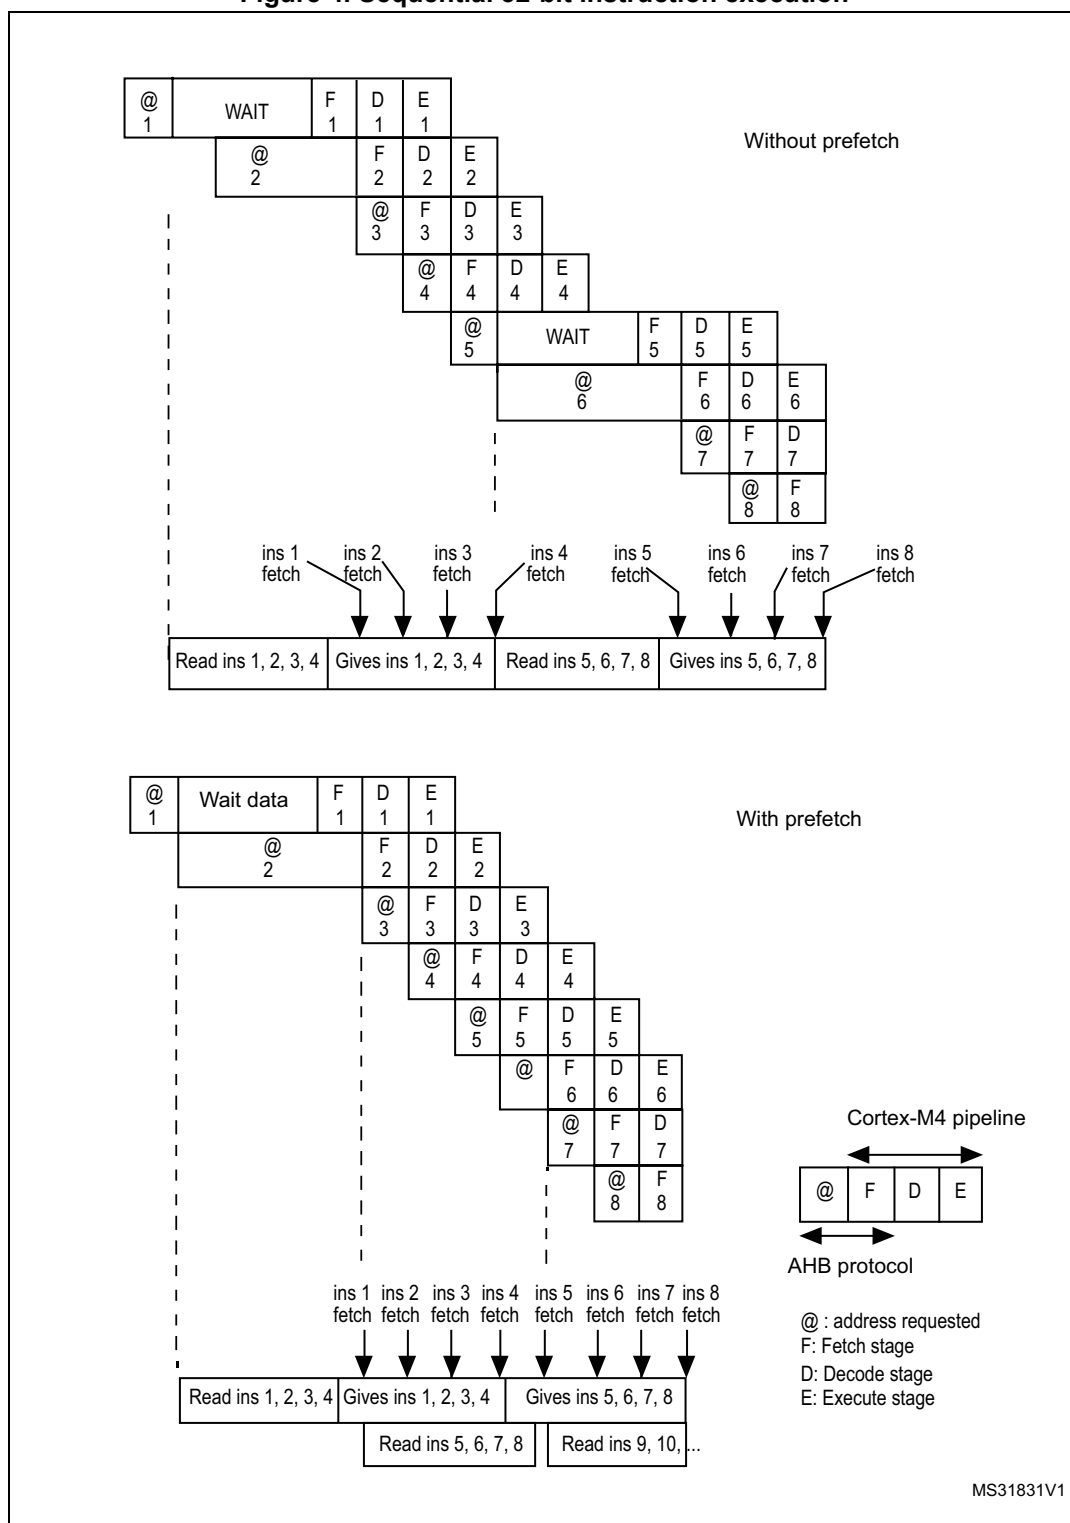 @ WAIT F D E
1 1 1 1
Without prefetch
@ F D E
2 2 2 2
@ F D E
3 3 3 3
@ F D E
4 4 4 4
@ WAIT F D E
5 5 5 5
@ F D E
6 6 6 6
@ F D
7 7 7
@ F
8 8
ins 1 ins 2 ins 3 ins 4 ins 5 ins 6 ins 7 ins 8
fetch fetch fetch fetch fetch fetch fetch fetch
Read ins 1, 2, 3, 4 Gives ins 1, 2, 3, 4 Read ins 5, 6, 7, 8 Gives ins 5, 6, 7, 8
@ Wait data F D E
1 1 1 1
With prefetch
@ F D E
2 2 2 2
@ F D E
3 3 3 3
@ F D E
4 4 4 4
@ F D E
5 5 5 5
@ F D E
6 6 6
@ F D
7 7 7
@ F
8 8
Cortex-M4 pipeline
@ F D E
AHB protocol
ins 1 ins 2 ins 3 ins 4 ins 5 ins 6 ins 7 ins 8
fetch fetch fetch fetch fetch fetch fetch fetch
@ : address requested
F: Fetch stage
D: Decode stage
E: Execute stage
Read ins 1, 2, 3, 4 Gives ins 1, 2, 3, 4 Gives ins 5, 6, 7, 8
Read ins 5, 6, 7, 8 Read ins 9, 10, ...
MS31831V1